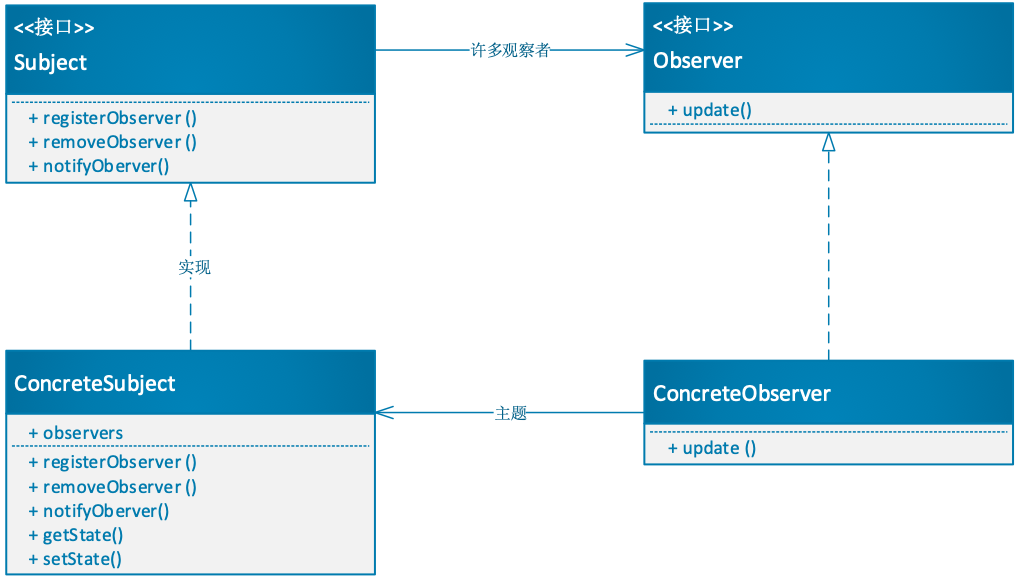 <<接口>>
Subject
+ registerObserver ()
+ removeObserver ()
+ notifyOberver()
许多观察者
<<接口>>
Observer
+ update()
实现
ConcreteSubject
+ observers
+ registerObserver ()
+ removeObserver ()
+ notifyOberver()
+ getState()
+ setState()
主题
ConcreteObserver
+ update ()